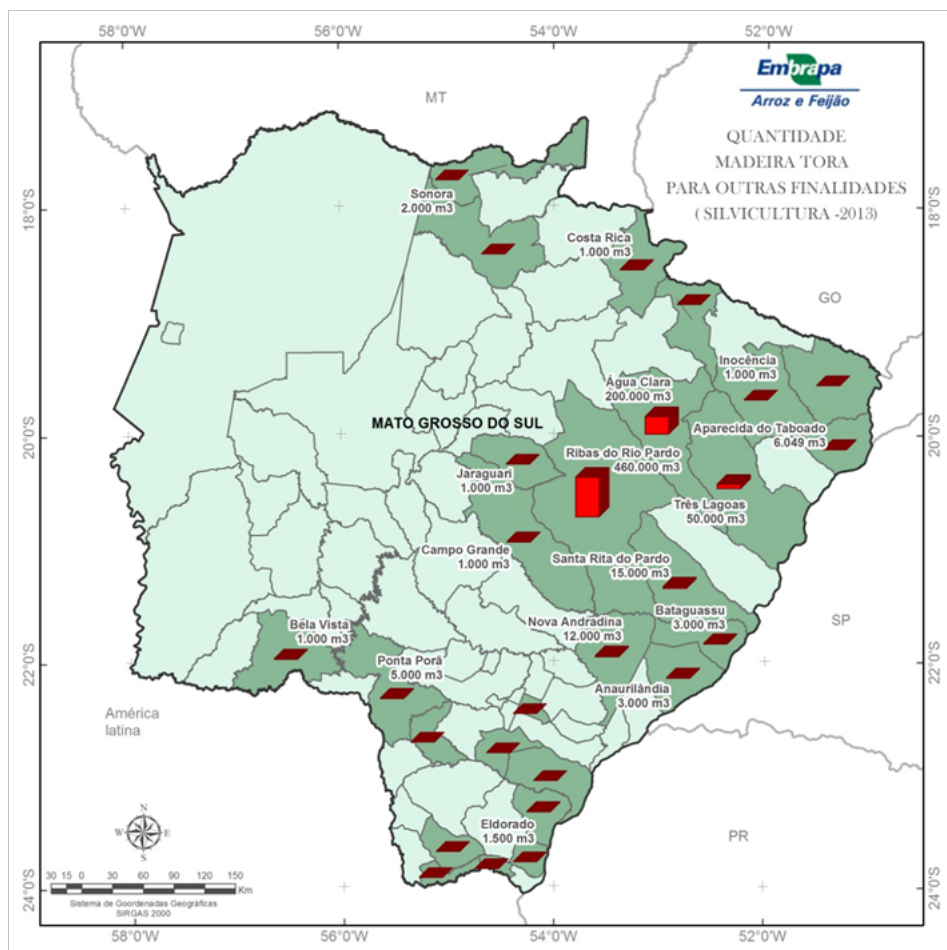 58°0'W
56°0'W
54°0'W
52°0'W
Embrapa
Arroz e Feijão
QUANTIDADE
MADEIRA TORA
PARA OUTRAS FINALIDADES
( SILVICULTURA -2013)
MT
18°0'S
18°0'S
Sonora
2.000 m3
Costa Rica
1.000 m3
GO
Inocência
1.000 m3
Água Clara
200.000 m3
MATO GROSSO DO SUL
Aparecida do Taboado
6.049 m3
20°0'S
20°0'S
Ribas do Rio Pardo
460.000 m3
Jaraguari
1.000 m3
Três Lagoas
50.000 m3
Campo Grande
1.000 m3
Santa Rita do Pardo
15.000 m3
Bataguassu
3.000 m3
SP
Nova Andradina
12.000 m3
Bela Vista
1.000 m3
Ponta Porã
5.000 m3
22°0'S
22°0'S
Anaurilândia
3.000 m3
América
latina
Eldorado
1.500 m3
PR
N
W
E
S
30 15 0 30 60 90 120 150
Km
Sistema de Coordenadas Geográficas
SIRGAS 2000
24°0'S
24°0'S
58°0'W
56°0'W
54°0'W
52°0'W